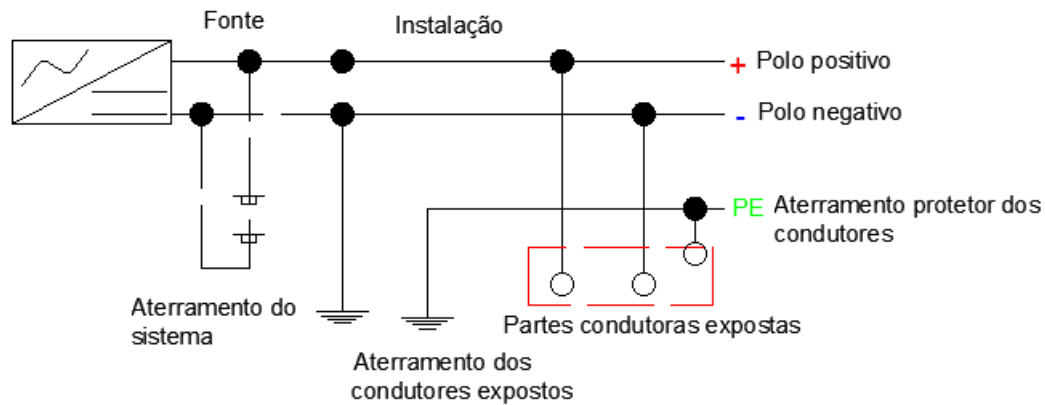 Fonte
Instalação
+ Polo positivo
- Polo negativo
PE Aterramento protetor dos
condutores
Aterramento do
sistema
Partes condutoras expostas
Aterramento dos
condutores expostos